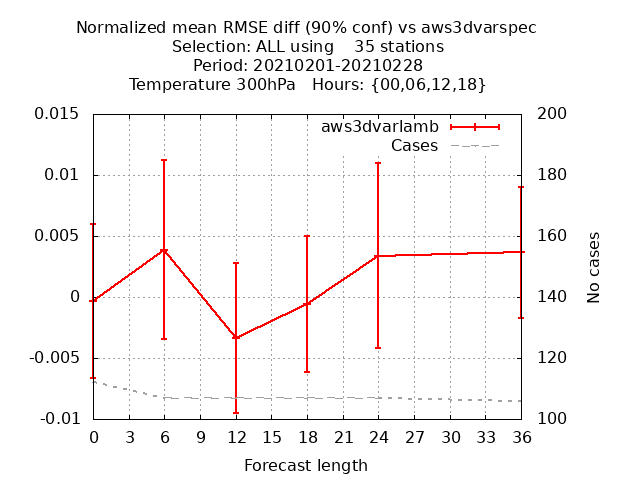 Normalized mean RMSE diff (90% conf) vs aws3dvarspec
Selection: ALL using    35 stations
Period: 20210201-20210228
Temperature 300hPa   Hours: {00,06,12,18}
0.015
0.01
0.005
0
-0.005
-0.01
200
180
160
140
120
100
aws3dvarlamb
Cases
No cases
0 3 6 9 12 15 18 21 24 27 30 33 36
Forecast length